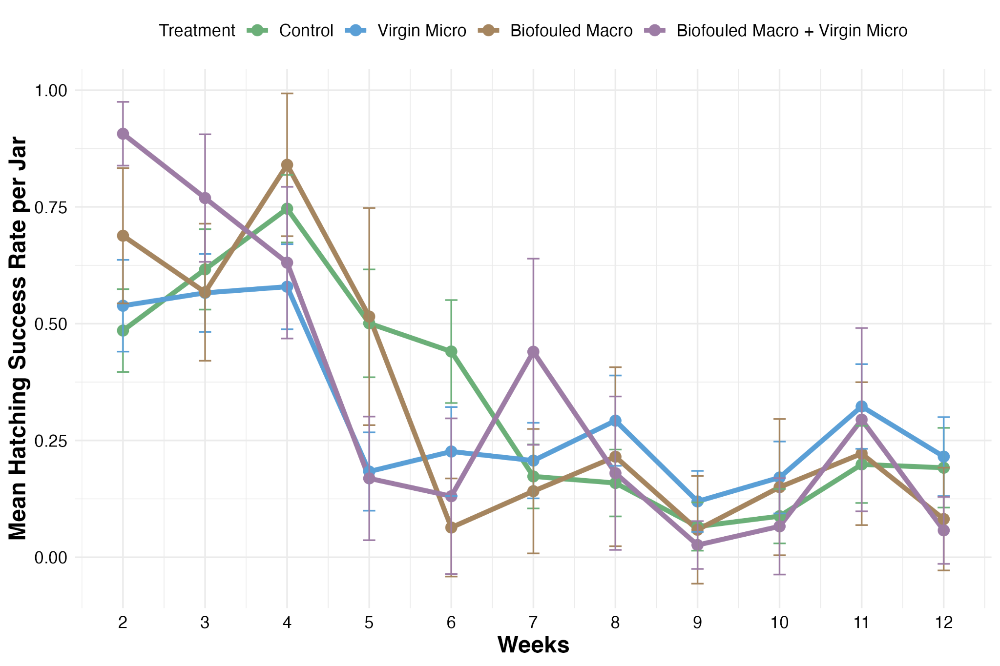 Treatment Control Virgin Micro Biofouled Macro Biofouled Macro + Virgin Micro
Mean Hatching Success Rate per Jar
1.00
0.75
0.50
0.25
0.00
2 3 4 5 6 7 8 9 10 11 12
Weeks